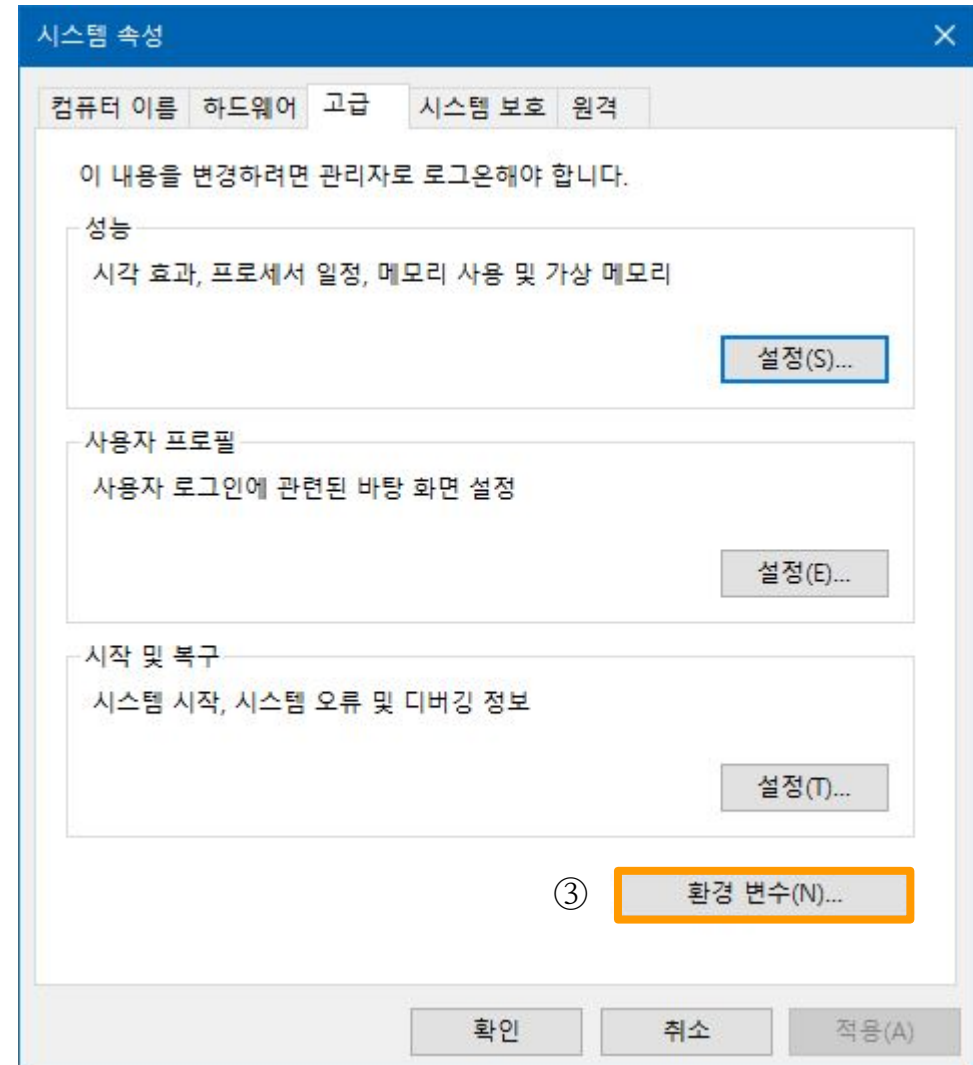 시스템 속성
컴퓨터 이름 하드웨어 고급 시스템 보호 원격
이 내용을 변경하려면 관리자로 로그온해야 합니다.
성능
시각 효과, 프로세서 일정, 메모리 사용 및 가상 메모리
설정(S)...
사용자 프로필
사용자 로그인에 관련된 바탕 화면 설정
설정(E)...
시작 및 복구
시스템 시작, 시스템 오류 및 디버깅 정보
설정(T)...
③ 환경 변수(N)...
확인 취소 적용(A)